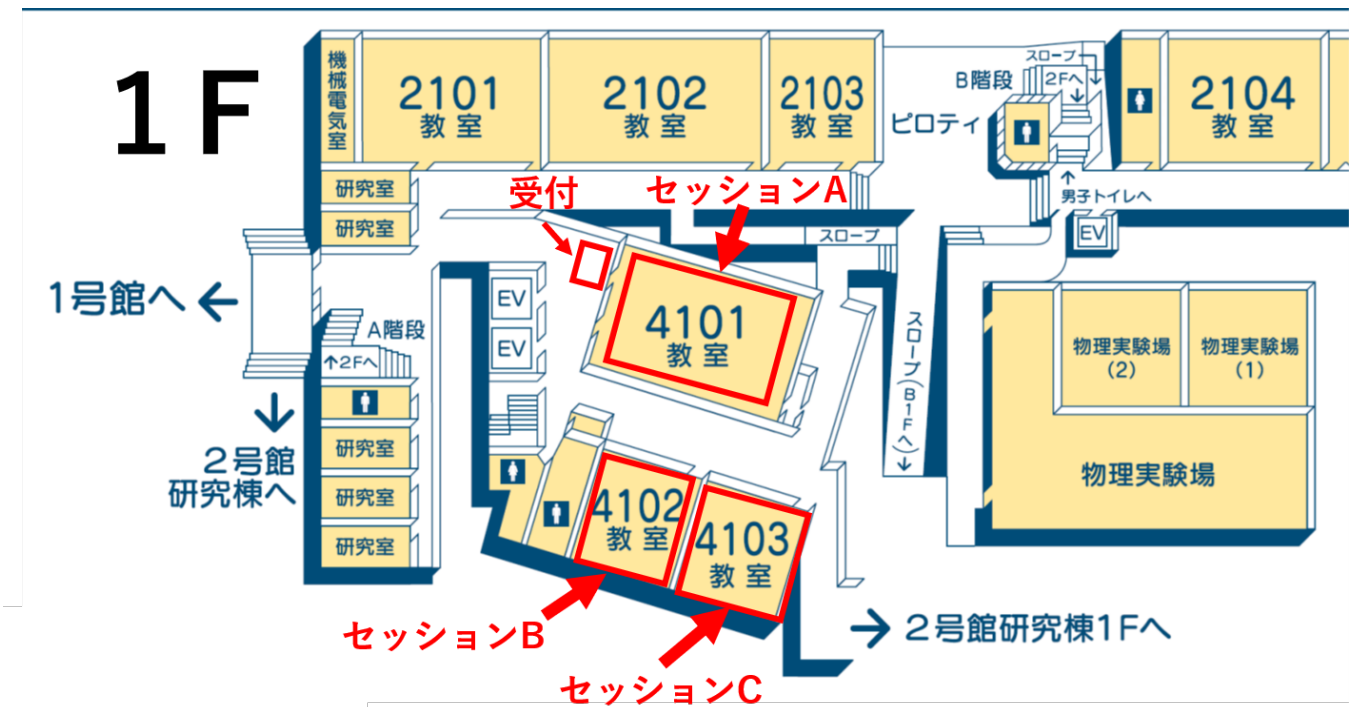 1F
機械電気室
2101
教室
2102
教室
2103
教室
ピロティ
B階段
スロープ
2Fへ
2104
教室
男子トイレへ
研究室
研究室
受付
セッションA
スロープ
EV
1号館へ
A階段
2Fへ
EV
EV
4101
教室
スロープ(B1Fへ)
物理実験場
(2)
物理実験場
(1)
物理実験場
2号館
研究棟へ
研究室
研究室
研究室
4102
教室
4103
教室
セッションB
セッションC
2号館研究棟1Fへ